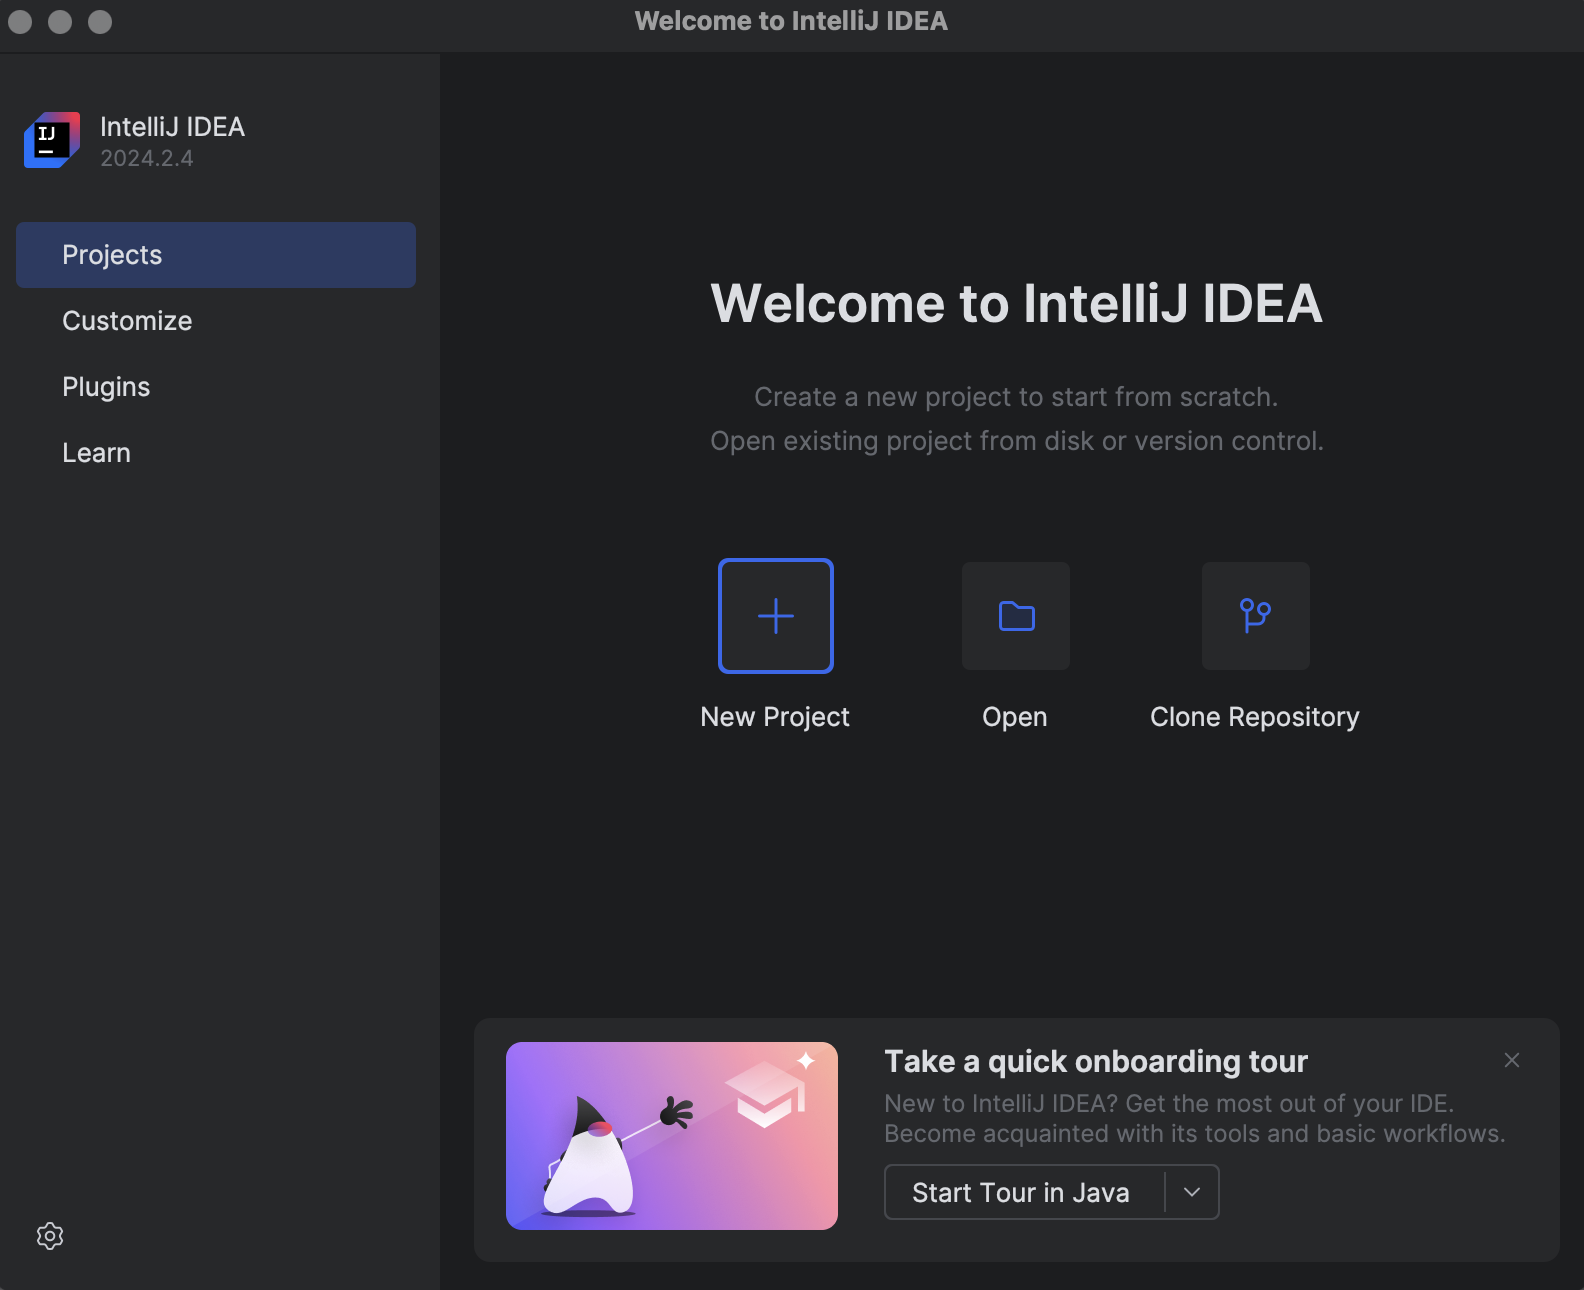 Welcome to IntelliJ IDEA
IJ
IntelliJ IDEA
2024.2.4
Projects
Customize
Plugins
Learn
Welcome to IntelliJ IDEA
Create a new project to start from scratch.
Open existing project from disk or version control.
New Project
Open
Clone Repository
Take a quick onboarding tour
New to IntelliJ IDEA? Get the most out of your IDE.
Become acquainted with its tools and basic workflows.
Start Tour in Java